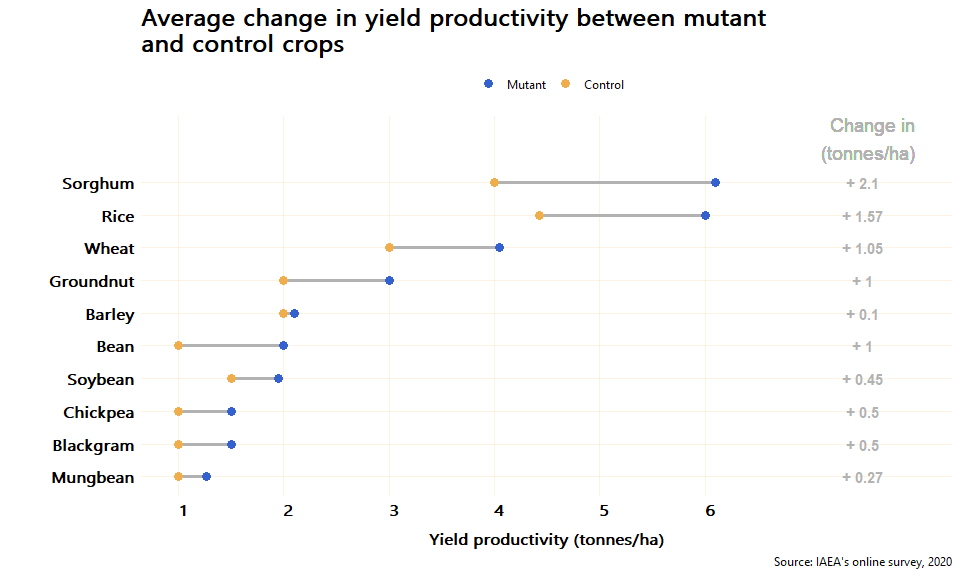 Average change in yield productivity between mutant
and control crops
Mutant Control
Change in
(tonnes/ha)
Sorghum + 2.1
Rice + 1.57
Wheat + 1.05
Groundnut + 1
Barley + 0.1
Bean + 1
Soybean + 0.45
Chickpea + 0.5
Blackgram + 0.5
Mungbean + 0.27
1 2 3 4 5 6
Yield productivity (tonnes/ha)
Source: IAEA's online survey, 2020